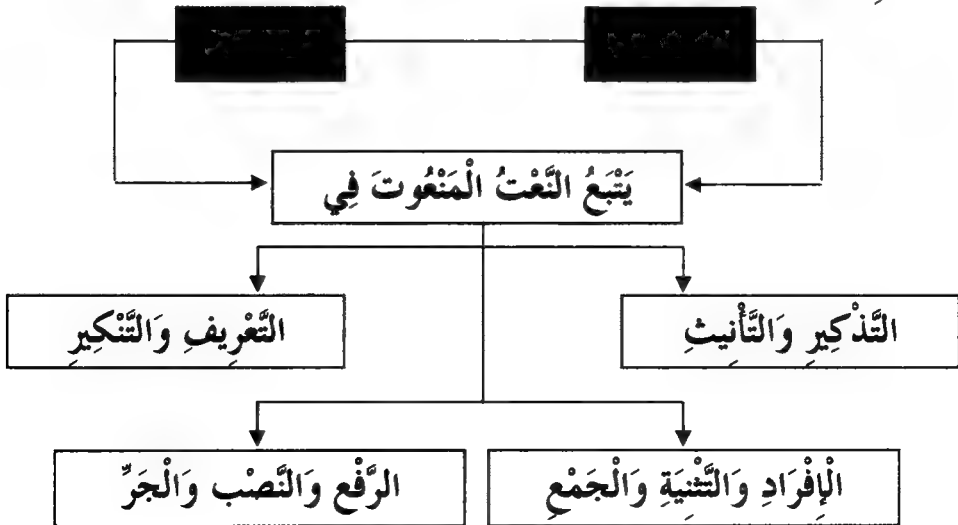 يَتْبَعُ النَّعْتُ الْمَنْعُوتَ فِي
التَّذْكِيرِ وَالتَّأْنِيثِ
التَّعْرِيفِ وَالتَّنْكِيرِ
الْإِفْرَادِ وَالتَّثْنِيَةِ وَالْجَمْعِ
الرَّفْع وَالنَّصْب وَالْجَرِّ